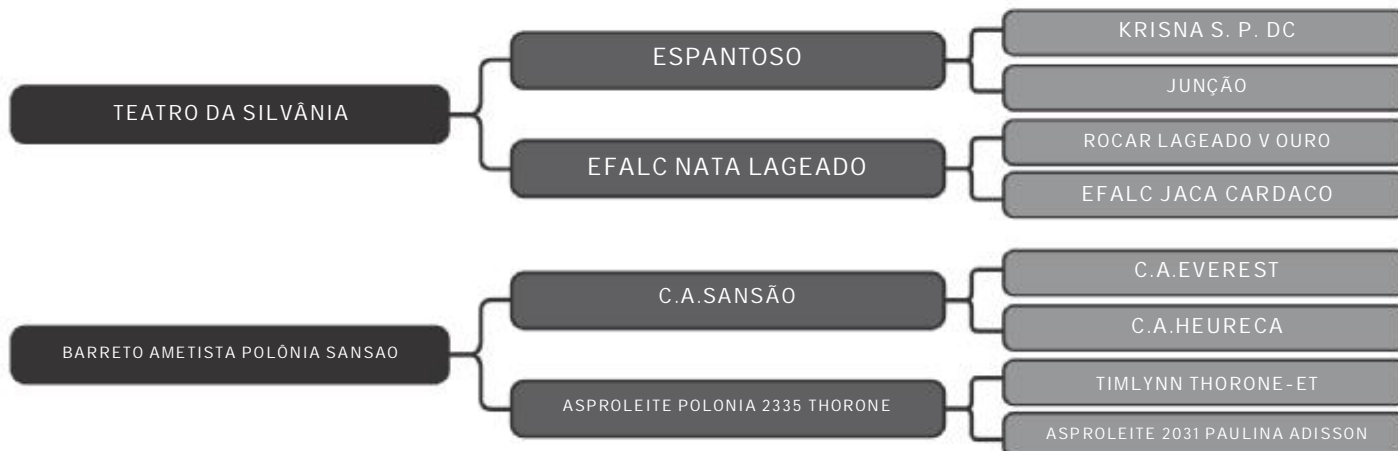 TEATRO DA SILVÂNIA
ESPANTOSO
KRISNA S. P. DC
JUNÇÃO
EFALC NATA LAGEADO
ROCAR LAGEADO V OURO
EFALC JACA CARDACO
BARRETO AMETISTA POLÔNIA SANSAO
C.A.SANSÃO
C.A.EVEREST
C.A.HEURECA
ASPROLEITE POLONIA 2335 THORONE
TIMLYNN THORONE-ET
ASPROLEITE 2031 PAULINA ADISSON